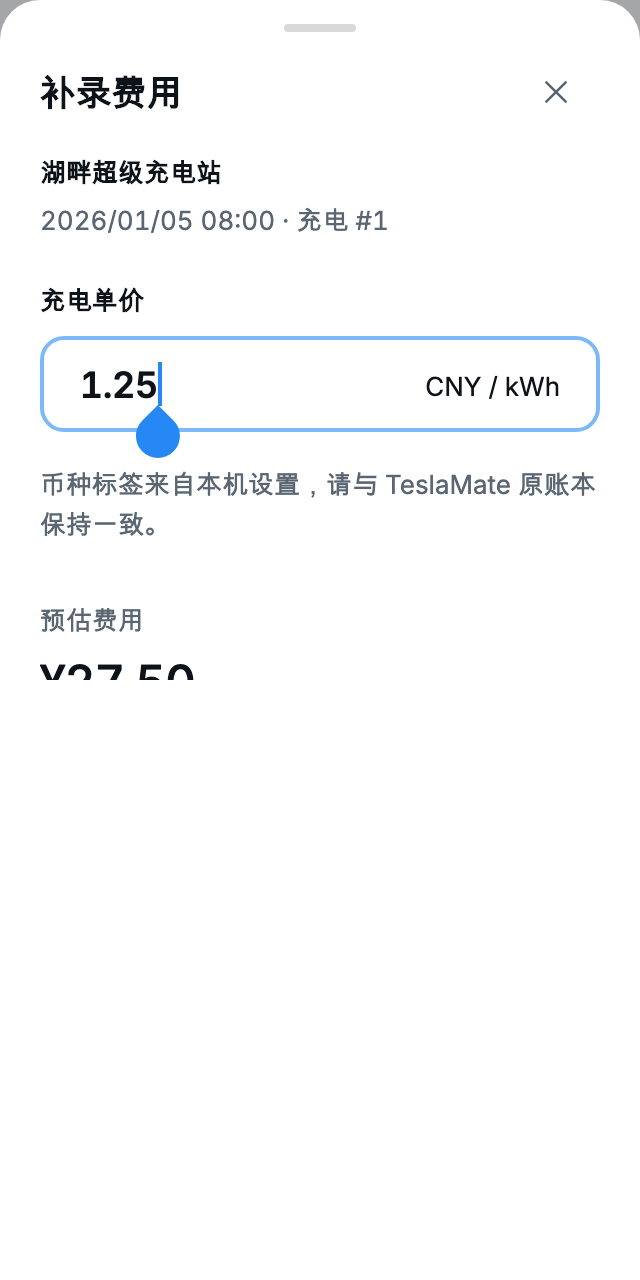 补录费用
湖畔超级充电站
2026/01/05 08:00 · 充电 #1
充电单价
1.25 CNY / kWh
币种标签来自本机设置，请与 TeslaMate 原账本
保持一致。
预估费用
¥27.50